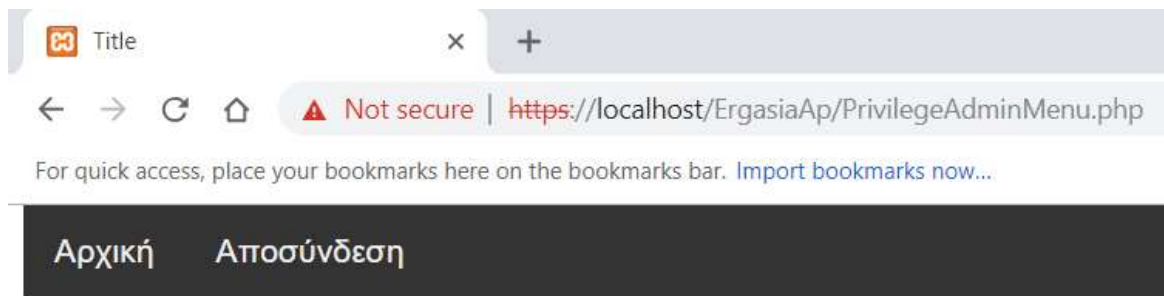 Title
Not secure | https://localhost/ErgasiaAp/PrivilegeAdminMenu.php
For quick access, place your bookmarks here on the bookmarks bar. Import bookmarks now...
Αρχική Αποσύνδεση